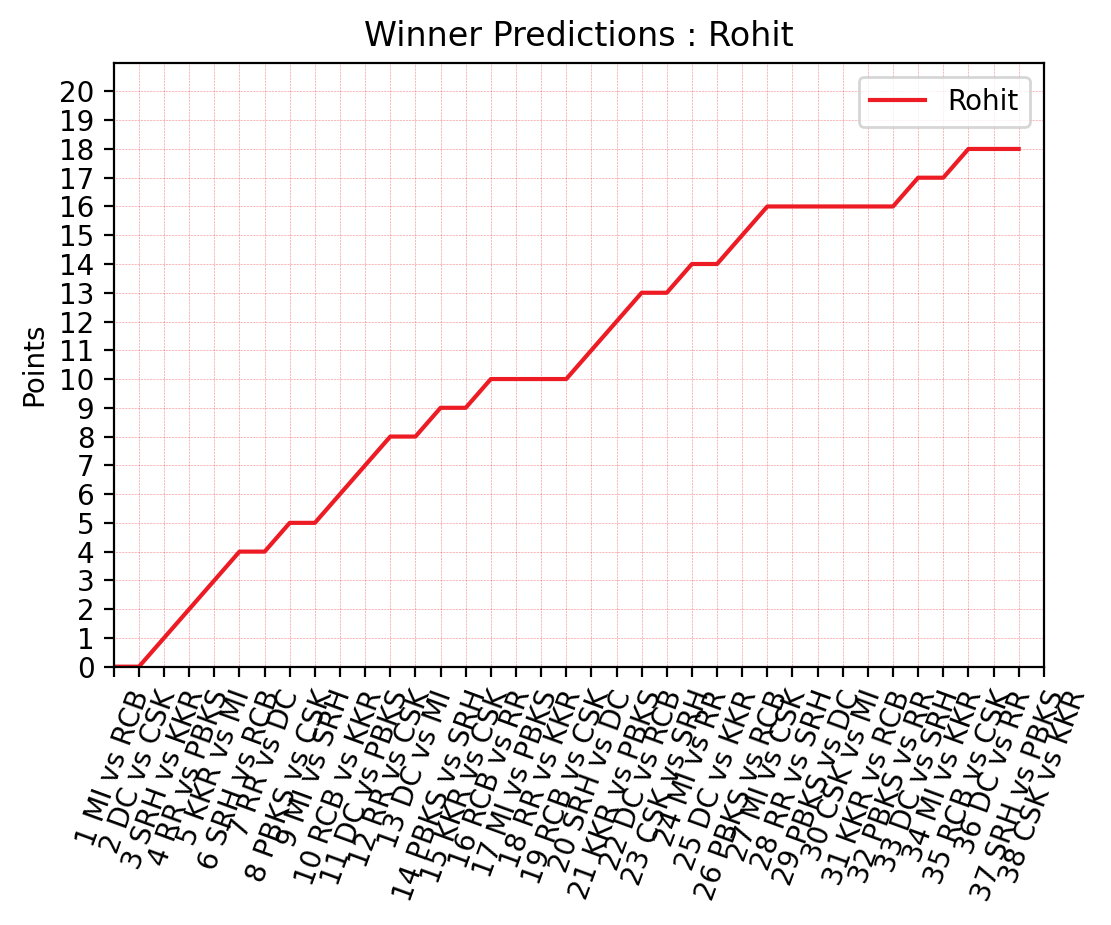 Winner Predictions : Rohit
Rohit
Points
20
19
18
17
16
15
14
13
12
11
10
9
8
7
6
5
4
3
2
1
0
1 MI vs RCB
2 DC vs CSK
3 SRH vs KKR
4 RR vs PBKS
5 KKR vs MI
6 SRH vs RCB
7 RR vs DC
8 PBKS vs CSK
9 MI vs SRH
10 RCB vs KKR
11 DC vs PBKS
12 RR vs CSK
13 DC vs MI
14 PBKS vs SRH
15 KKR vs CSK
16 RCB vs RR
17 MI vs PBKS
18 RR vs KKR
19 RCB vs CSK
20 SRH vs DC
21 KKR vs PBKS
22 DC vs RCB
23 CSK vs SRH
24 MI vs RR
25 DC vs KKR
26 PBKS vs RCB
27 MI vs CSK
28 RR vs SRH
29 PBKS vs DC
30 CSK vs MI
31 KKR vs RCB
32 PBKS vs RR
33 DC vs SRH
34 MI vs KKR
35 RCB vs CSK
36 DC vs RR
37 SRH vs PBKS
38 CSK vs KKR